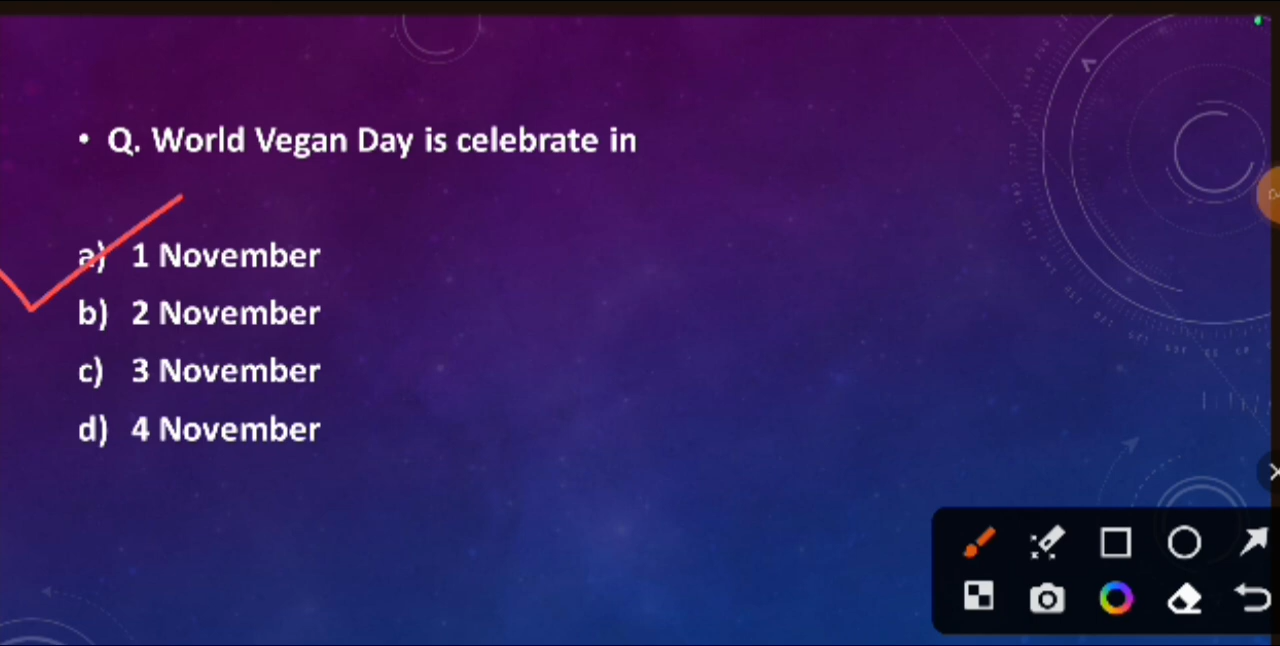 • Q. World Vegan Day is celebrate in
a) 1 November
b) 2 November
c) 3 November
d) 4 November